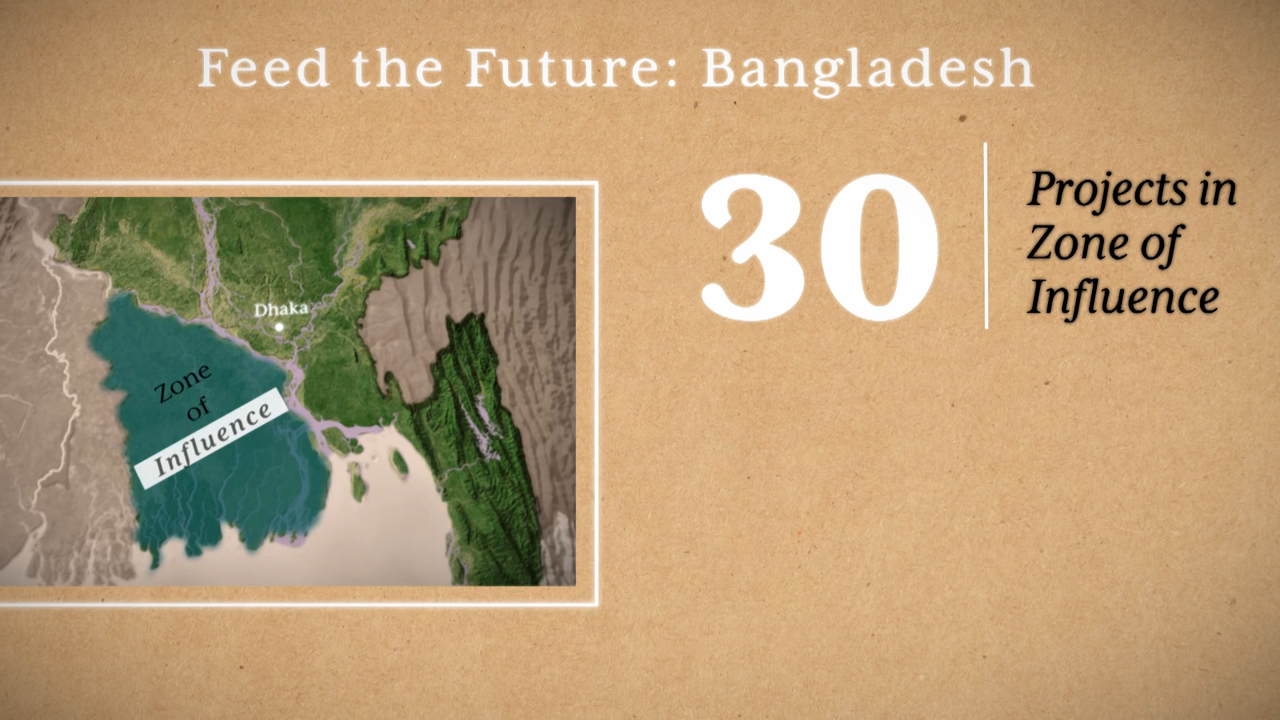 Feed the Future: Bangladesh
30
Projects in
Zone of
Influence
Dhaka
Zone
of
Influence